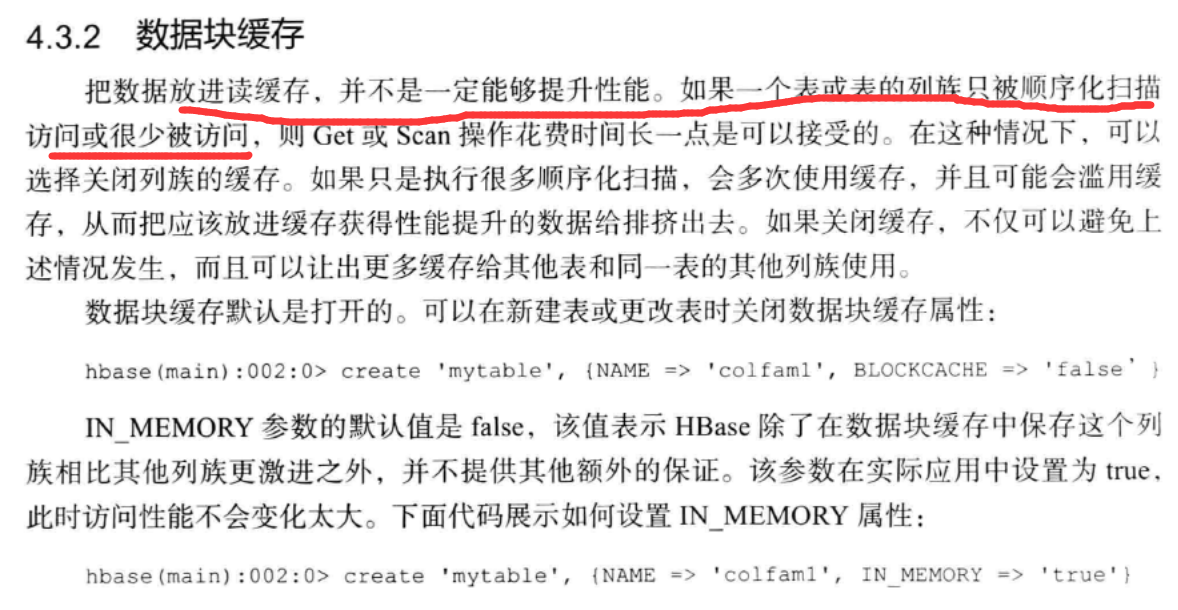 4.3.2 数据块缓存
把数据放进读缓存，并不是一定能够提升性能。如果一个表或表的列族只被顺序化扫描
访问或很少被访问，则 Get 或 Scan 操作花费时间长一点是可以接受的。在这种情况下，可以
选择关闭列族的缓存。如果只是执行很多顺序化扫描，会多次使用缓存，并且可能会滥用缓
存，从而把应该放进缓存获得性能提升的数据给排挤出去。如果关闭缓存，不仅可以避免上
述情况发生，而且可以让出更多缓存给其他表和同一表的其他列族使用。
数据块缓存默认是打开的。可以在新建表或更改表时关闭数据块缓存属性：
hbase(main):002:0> create 'mytable', {NAME => 'colfam1', BLOCKCACHE => 'false’ }
IN_MEMORY 参数的默认值是 false，该值表示 HBase 除了在数据块缓存中保存这个列
族相比其他列族更激进之外，并不提供其他额外的保证。该参数在实际应用中设置为 true，
此时访问性能不会变化太大。下面代码展示如何设置 IN_MEMORY 属性：
hbase(main):002:0> create 'mytable', {NAME => 'colfam1', IN_MEMORY => 'true'}